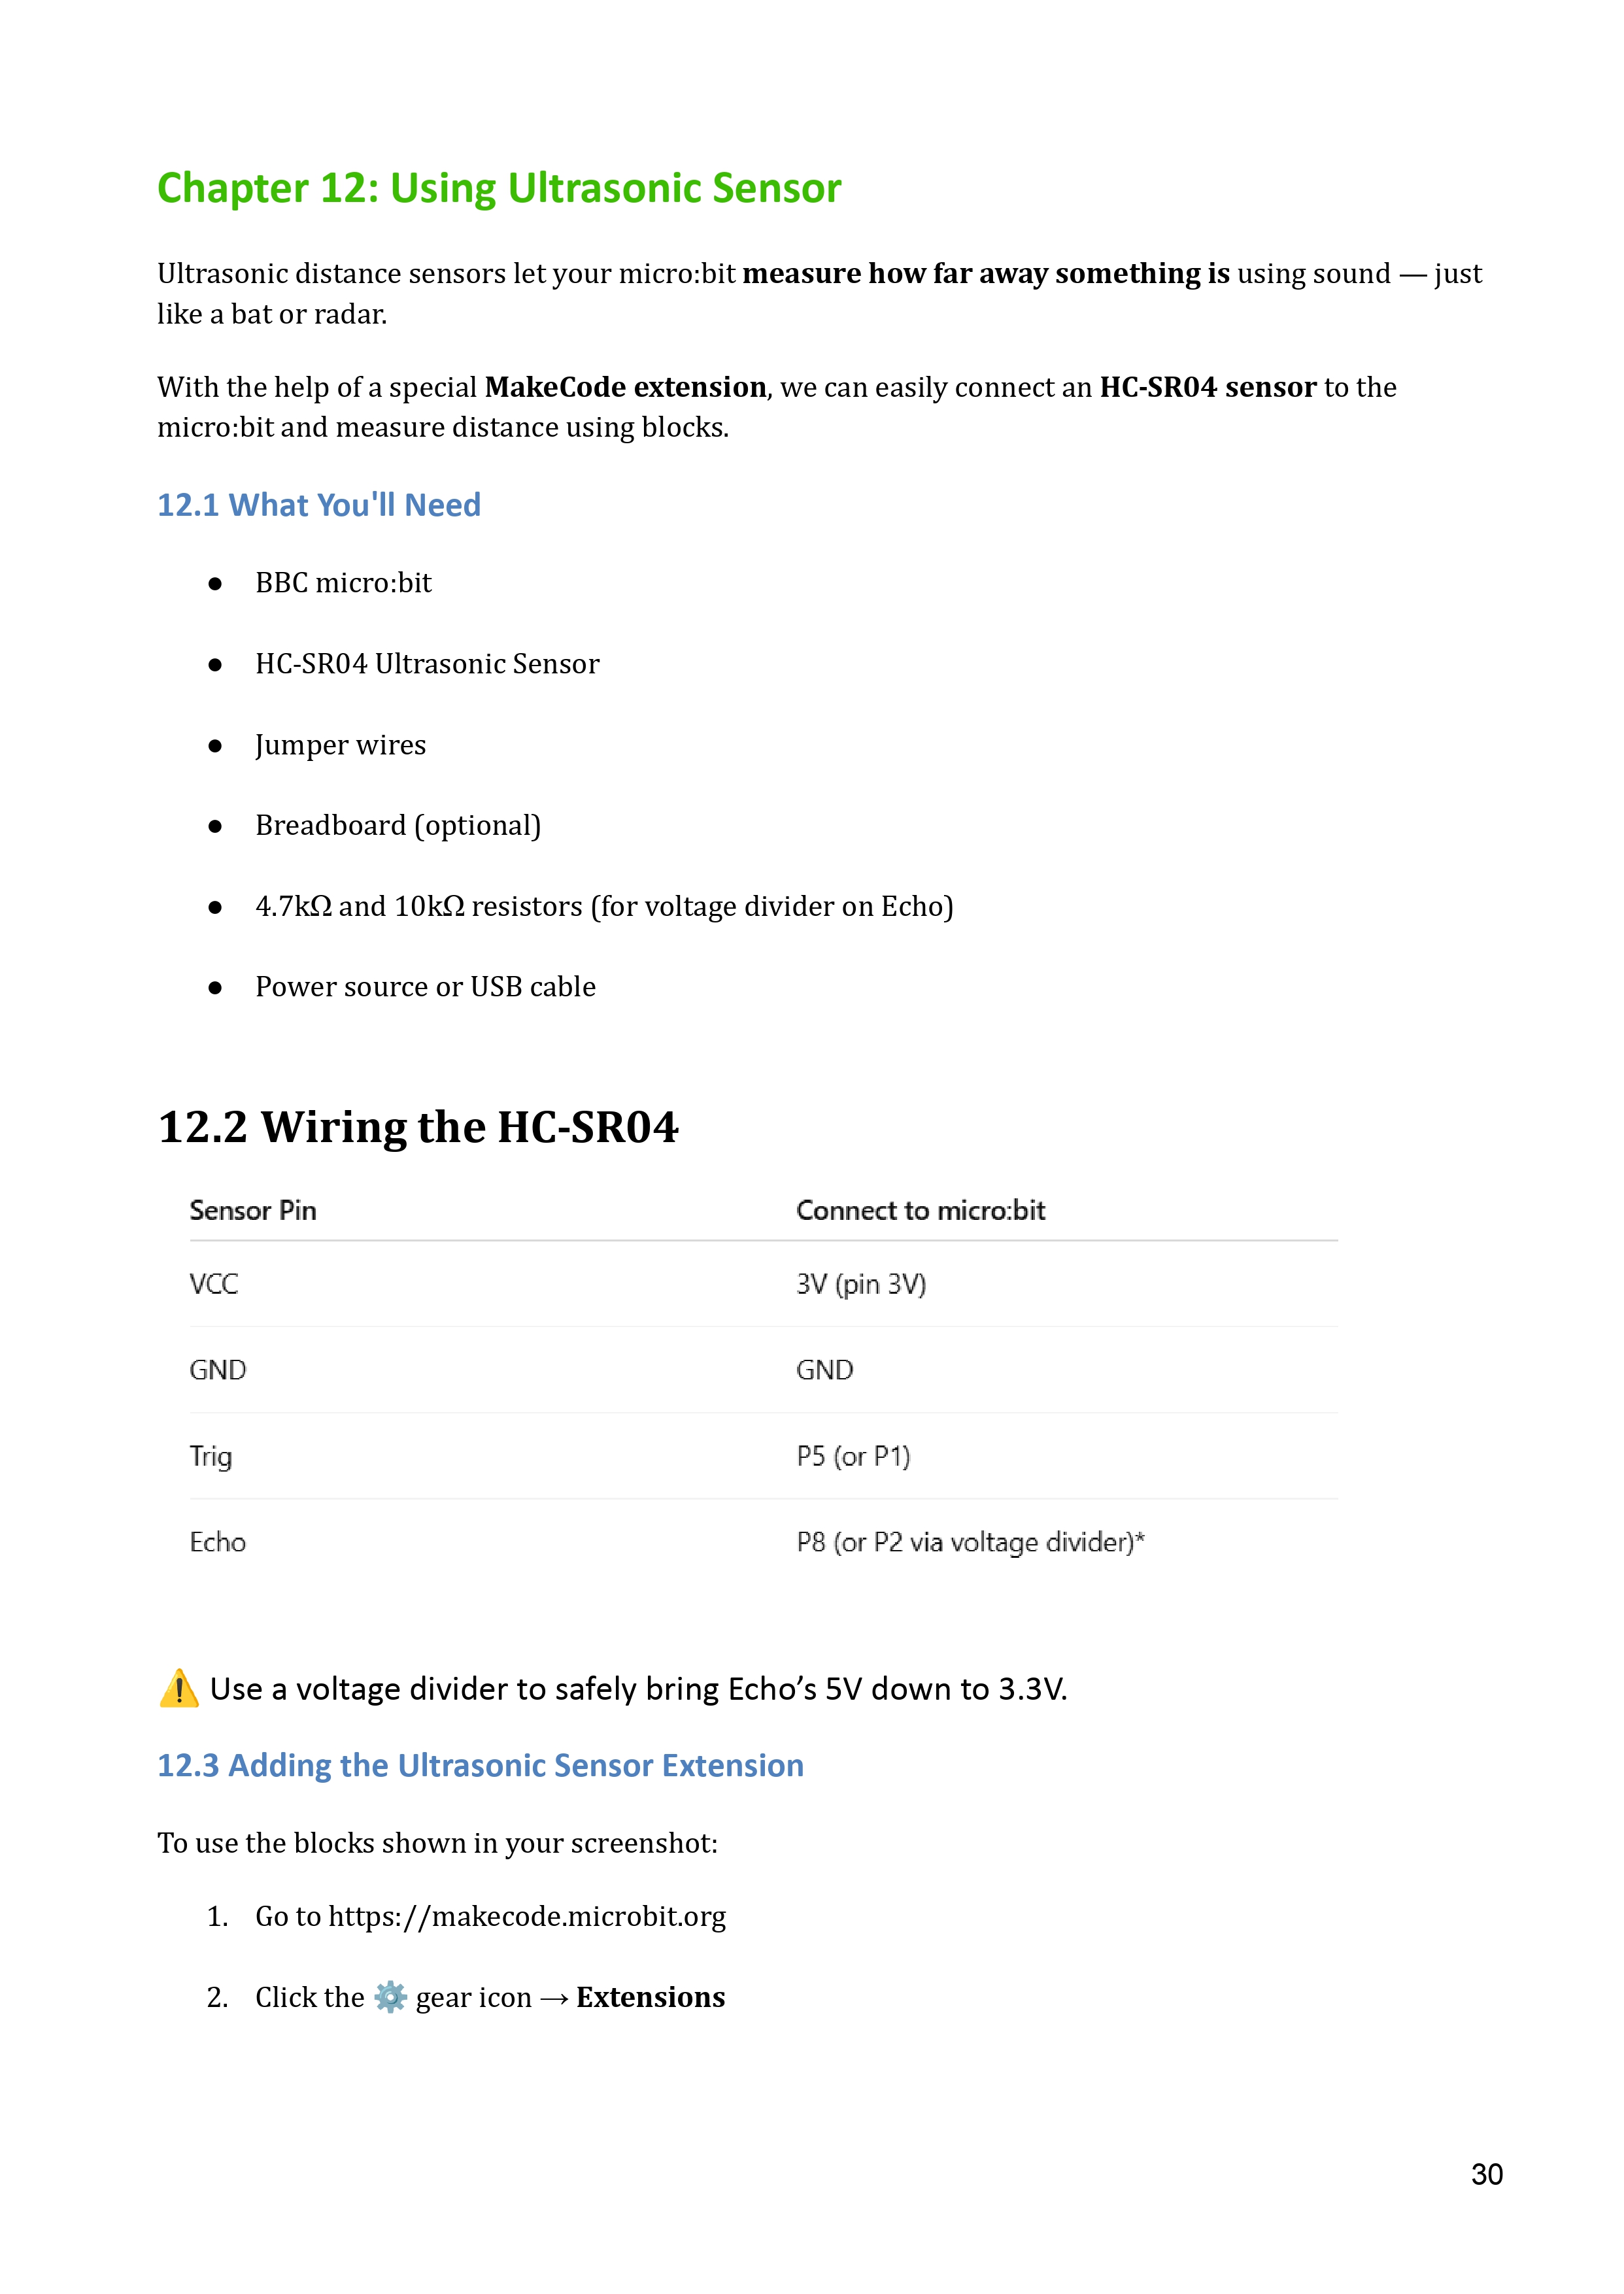 Chapter 12: Using Ultrasonic Sensor
Ultrasonic distance sensors let your micro:bit measure how far away something is using sound — just
like a bat or radar.
With the help of a special MakeCode extension, we can easily connect an HC-SR04 sensor to the
micro:bit and measure distance using blocks.
12.1 What You'll Need
● BBC micro:bit
● HC-SR04 Ultrasonic Sensor
● Jumper wires
● Breadboard (optional)
● 4.7kΩ and 10kΩ resistors (for voltage divider on Echo)
● Power source or USB cable
12.2 Wiring the HC-SR04
Sensor Pin Connect to micro:bit
VCC 3V (pin 3V)
GND GND
Trig P5 (or P1)
Echo P8 (or P2 via voltage divider)*
⚠️ Use a voltage divider to safely bring Echo’s 5V down to 3.3V.
12.3 Adding the Ultrasonic Sensor Extension
To use the blocks shown in your screenshot:
1. Go to https://makecode.microbit.org
2. Click the ⚙️ gear icon → Extensions
30